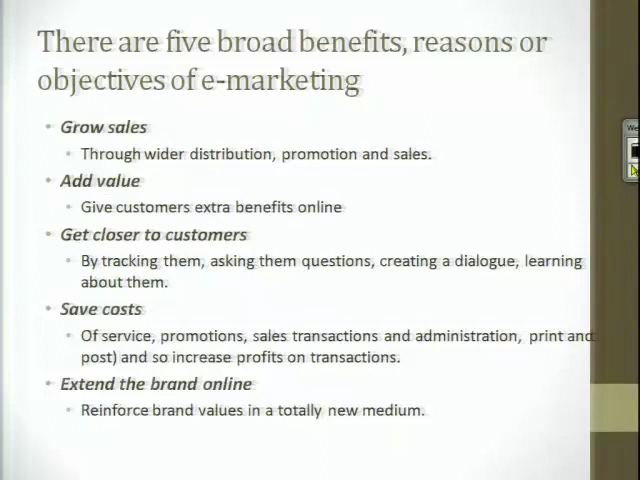 There are five broad benefits, reasons or
objectives of e-marketing
• Grow sales
• Through wider distribution, promotion and sales.
• Add value
• Give customers extra benefits online
• Get closer to customers
• By tracking them, asking them questions, creating a dialogue, learning
about them.
• Save costs
• Of service, promotions, sales transactions and administration, print and
post) and so increase profits on transactions.
• Extend the brand online
• Reinforce brand values in a totally new medium.
We